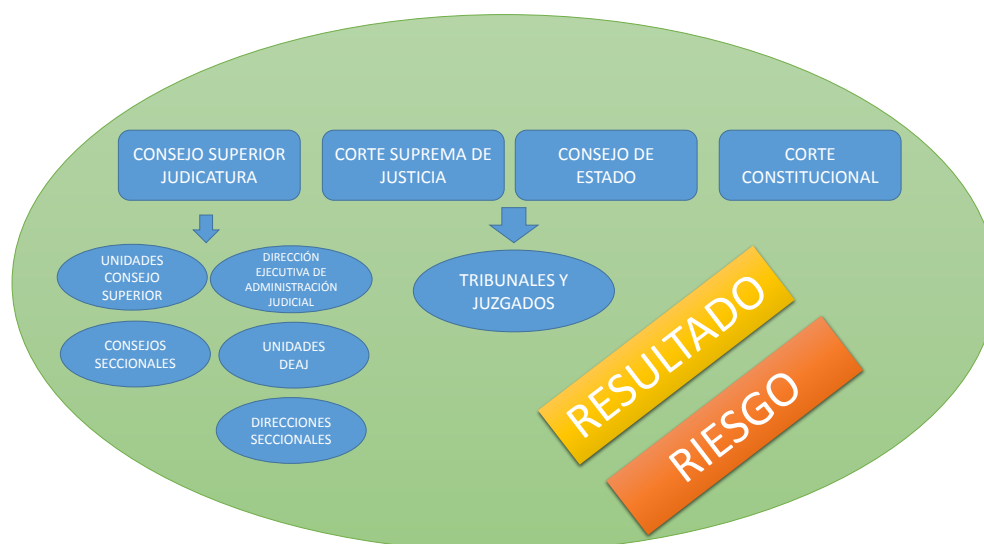 CONSEJO SUPERIOR
JUDICATURA
CORTE SUPREMA DE
JUSTICIA
CONSEJO DE
ESTADO
CORTE
CONSTITUCIONAL
UNIDADES
CONSEJO
SUPERIOR
DIRECCIÓN
EJECUTIVA DE
ADMINISTRACIÓN
JUDICIAL
TRIBUNALES Y
JUZGADOS
CONSEJOS
SECCIONALES
UNIDADES
DEAJ
DIRECCIONES
SECCIONALES
RESULTADO
RIESGO